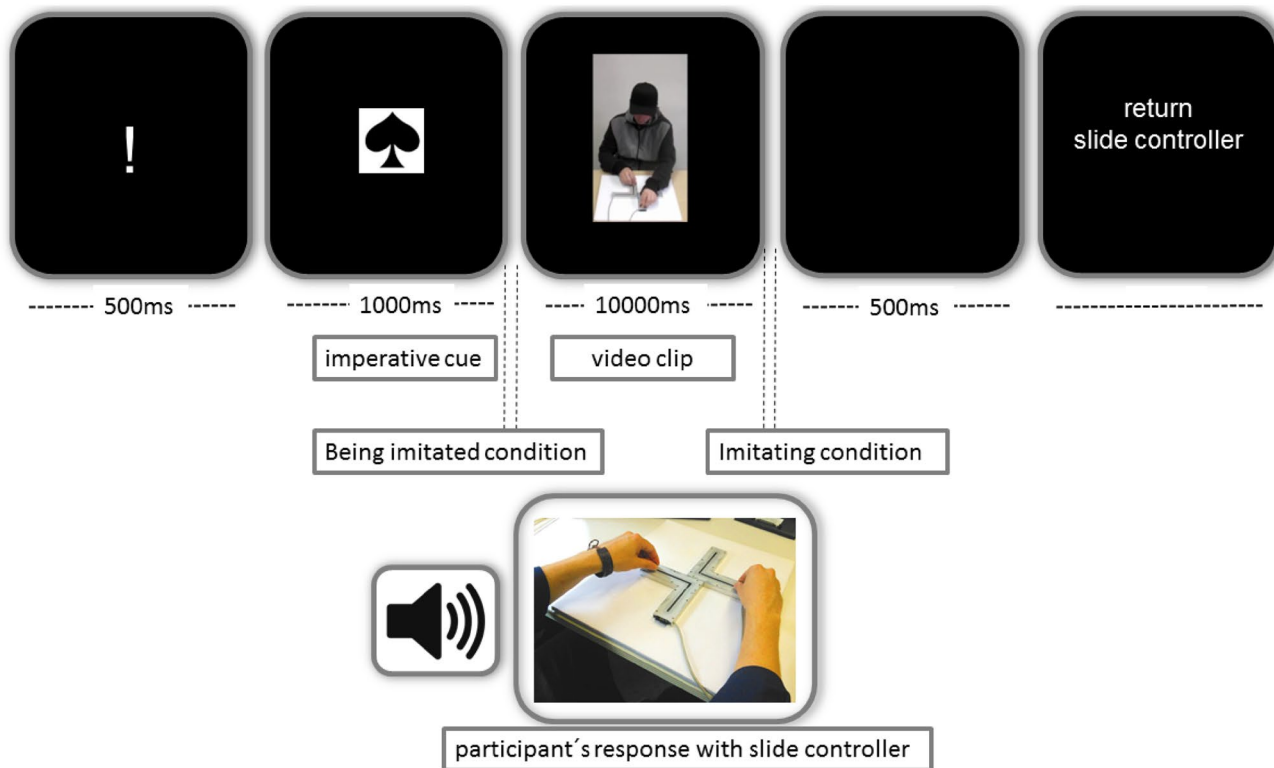 !
return
slide controller
500ms
1000ms
10000ms
500ms
imperative cue
video clip
Being imitated condition
Imitating condition
participant´s response with slide controller